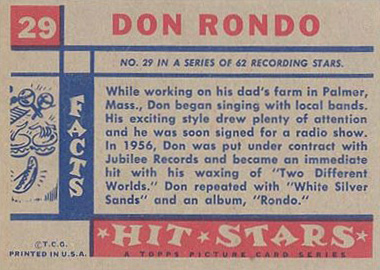 29
DON RONDO
NO. 29 IN A SERIES OF 62 RECORDING STARS.
While working on his dad's farm in Palmer,
Mass., Don began singing with local bands.
His exciting style drew plenty of attention
and he was soon signed for a radio show.
In 1956, Don was put under contract with
Jubilee Records and became an immediate
hit with his waxing of "Two Different
Worlds." Don repeated with "White Silver
Sands" and an album, "Rondo."
FACTS
©T.C.G.
PRINTED IN U.S.A.
HIT STARS
A TOPPS PICTURE CARD SERIES